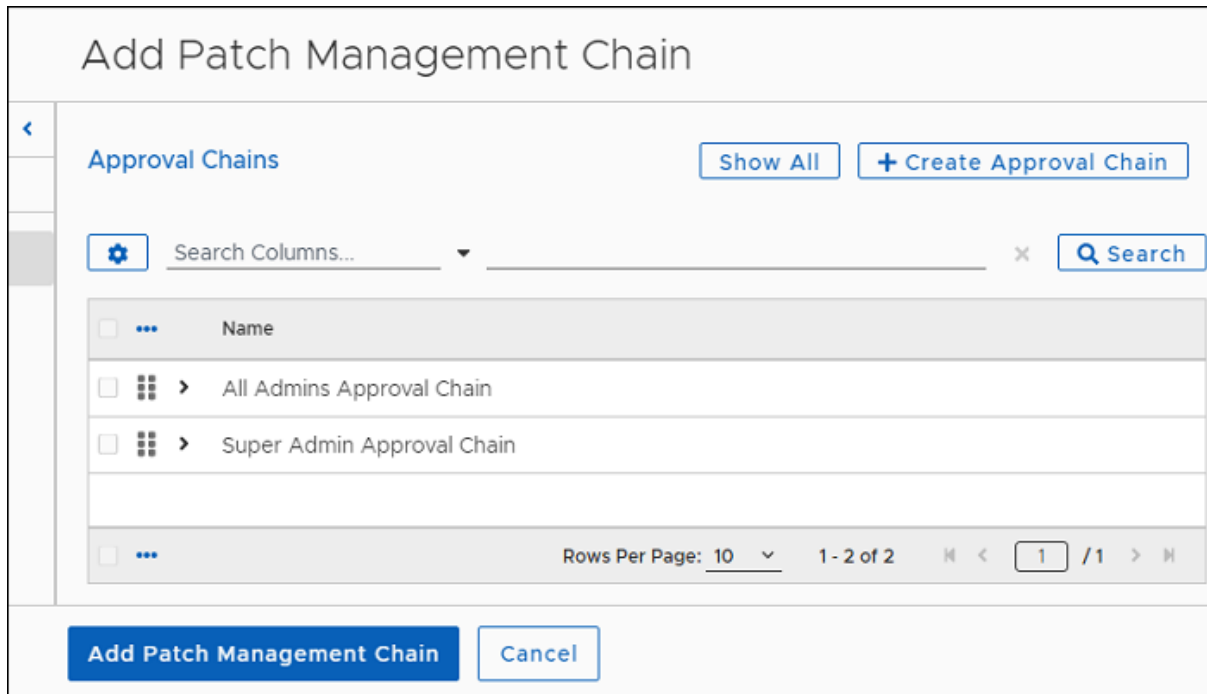 Add Patch Management Chain
Approval Chains
Show All
+ Create Approval Chain
Search Columns...
Search
Name
All Admins Approval Chain
Super Admin Approval Chain
Rows Per Page: 10 1 - 2 of 2 1 / 1
Add Patch Management Chain
Cancel